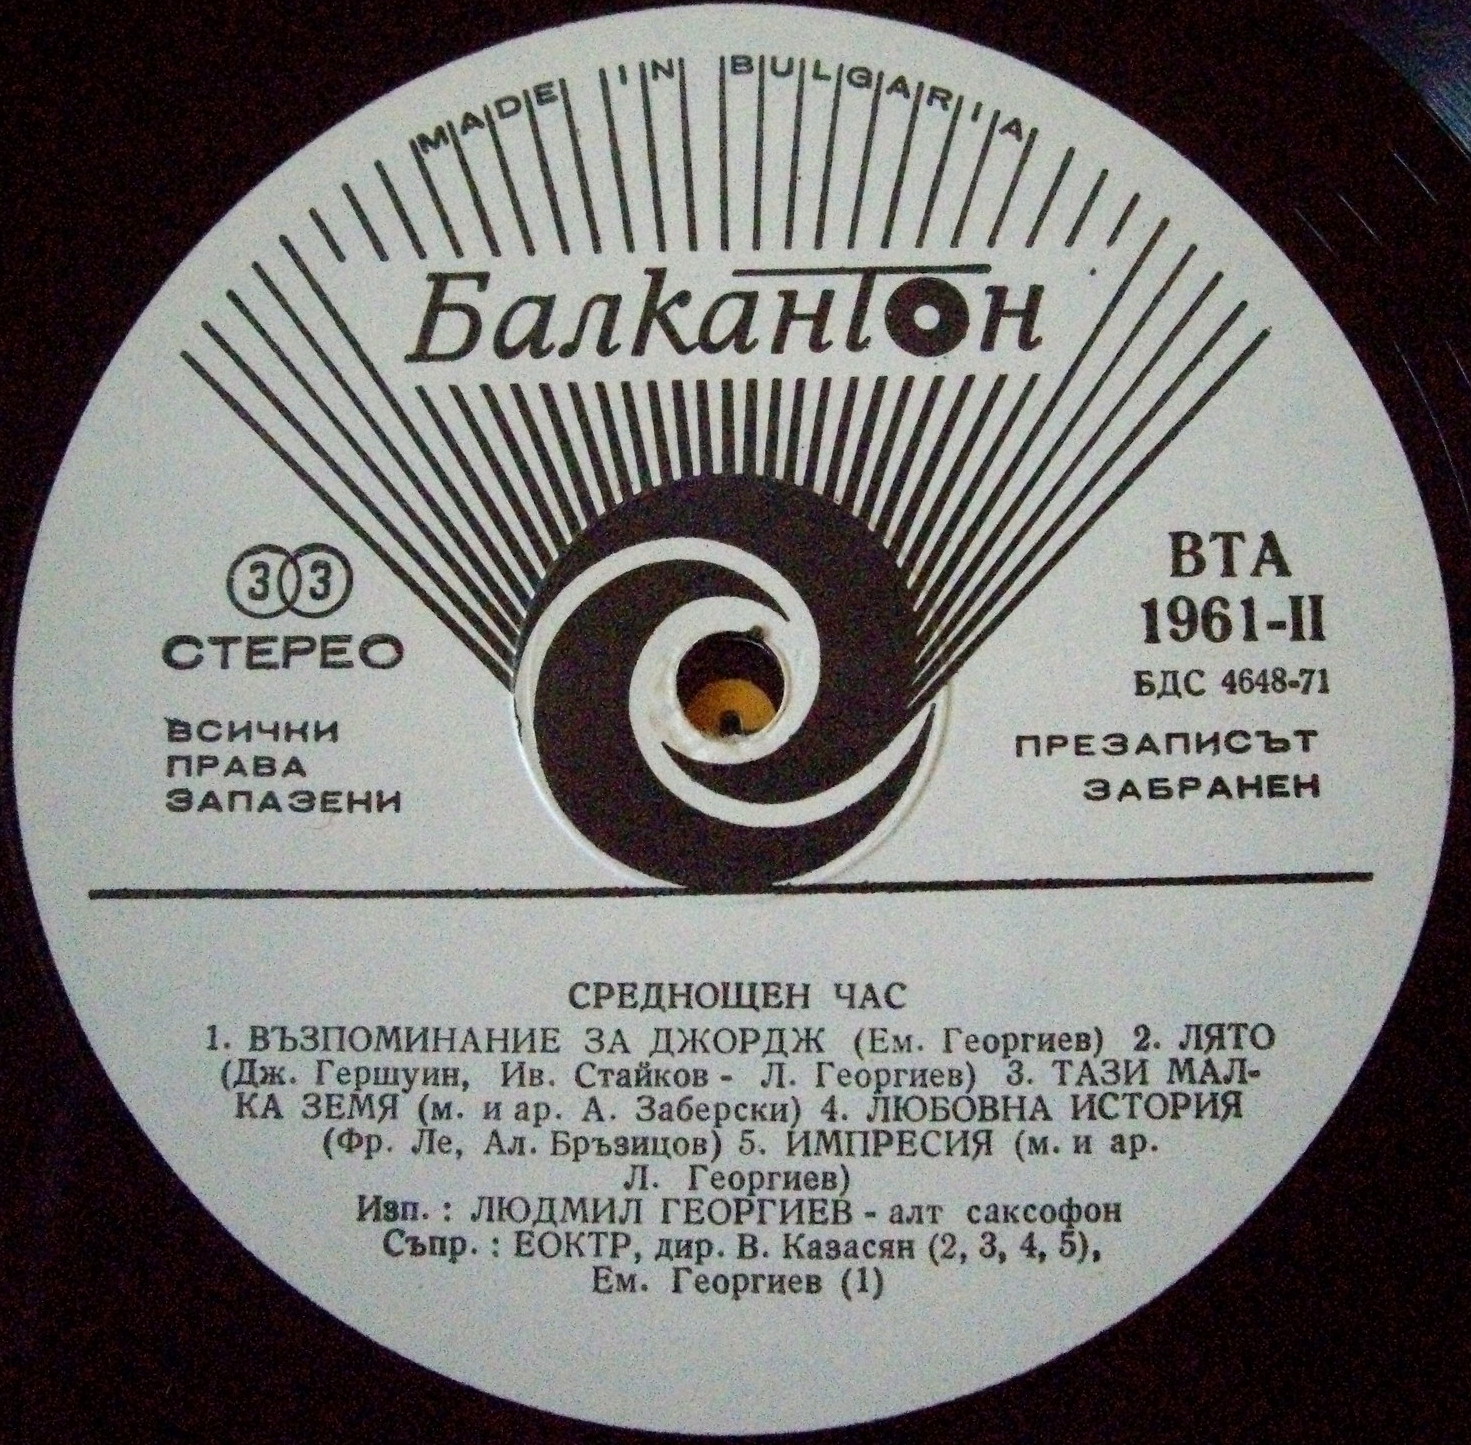 MADE IN BULGARIA
Балкантон
33
СТЕРЕО
ВСИЧКИ
ПРАВА
ЗАПАЗЕНИ
ВТА
1961-II
БДС 4648-71
ПРЕЗАПИСЪТ
ЗАБРАНЕН
СРЕДНОЩЕН ЧАС
1. ВЪЗПОМИНАНИЕ ЗА ДЖОРДЖ (Ем. Георгиев) 2. ЛЯТО
(Дж. Гершуин, Ив. Стайков - Л. Георгиев) 3. ТАЗИ МАЛ-
КА ЗЕМЯ (м. и ар. А. Заберски) 4. ЛЮБОВНА ИСТОРИЯ
(Фр. Ле, Ал. Бръзицов) 5. ИМПРЕСИЯ (м. и ар.
Л. Георгиев)
Изп. : ЛЮДМИЛ ГЕОРГИЕВ - алт саксофон
Съпр. : ЕОКТР, дир. В. Казасян (2, 3, 4, 5),
Ем. Георгиев (1)